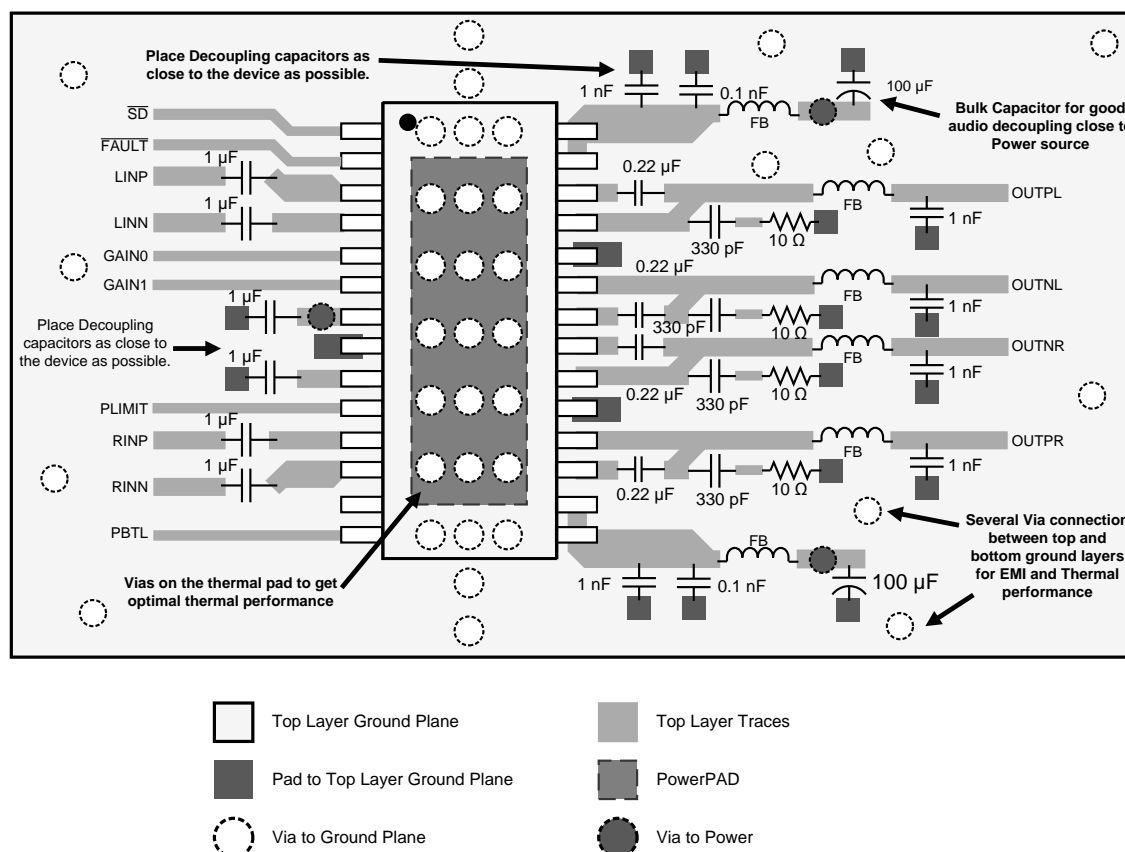 Place Decoupling capacitors as
close to the device as possible.
1 nF
0.1 nF
FB
100 µF
Bulk Capacitor for good
audio decoupling close to
Power source
SD
FAULT
1 µF
LINP
1 µF
LINN
GAIN0
GAIN1
1 µF
Place Decoupling
capacitors as close to
the device as possible.
1 µF
PLIMIT
1 µF
RINP
1 µF
RINN
PBTL
0.22 µF
FB
OUTPL
1 nF
330 pF
10 Ω
0.22 µF
FB
OUTNL
1 nF
330 pF
10 Ω
FB
OUTNR
1 nF
0.22 µF
330 pF
10 Ω
FB
OUTPR
1 nF
0.22 µF
330 pF
10 Ω
FB
1 nF
0.1 nF
100 µF
Several Via connection
between top and
bottom ground layers
for EMI and Thermal
performance
Vias on the thermal pad to get
optimal thermal performance
Top Layer Ground Plane
Top Layer Traces
Pad to Top Layer Ground Plane
PowerPAD
Via to Ground Plane
Via to Power